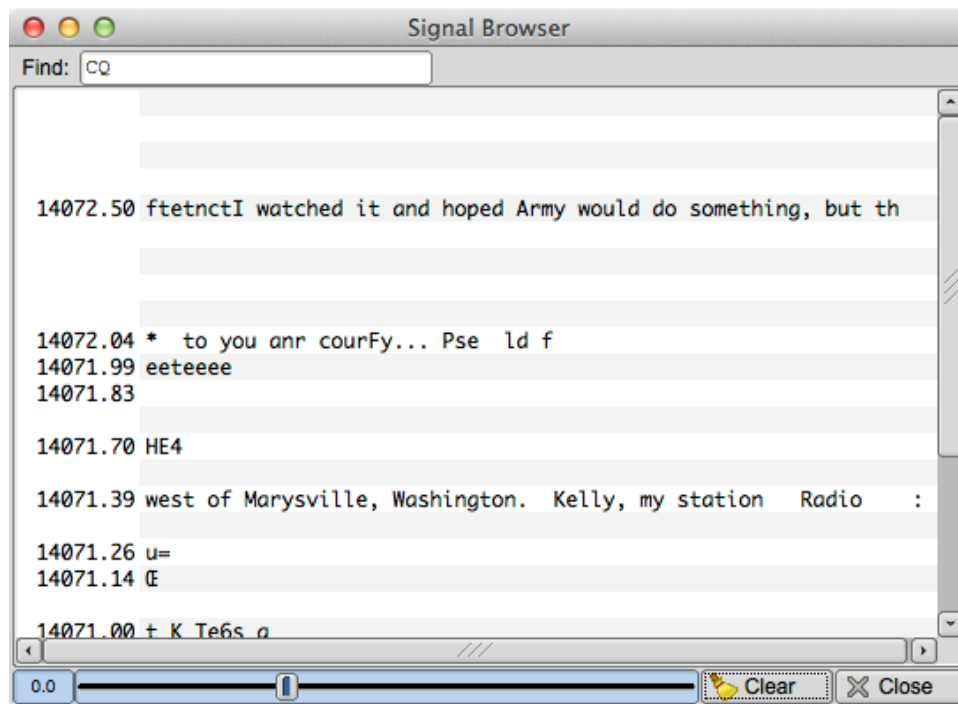 Signal Browser
Find: CQ
14072.50 ftetnctI watched it and hoped Army would do something, but th
14072.04 *  to you anr courFy... Pse  ld f
14071.99 eeteeee
14071.83
14071.70 HE4
14071.39 west of Marysville, Washington.  Kelly, my station   Radio   :
14071.26 u=
14071.14 Œ
14071.00 t K Te6s
0.0 Clear Close